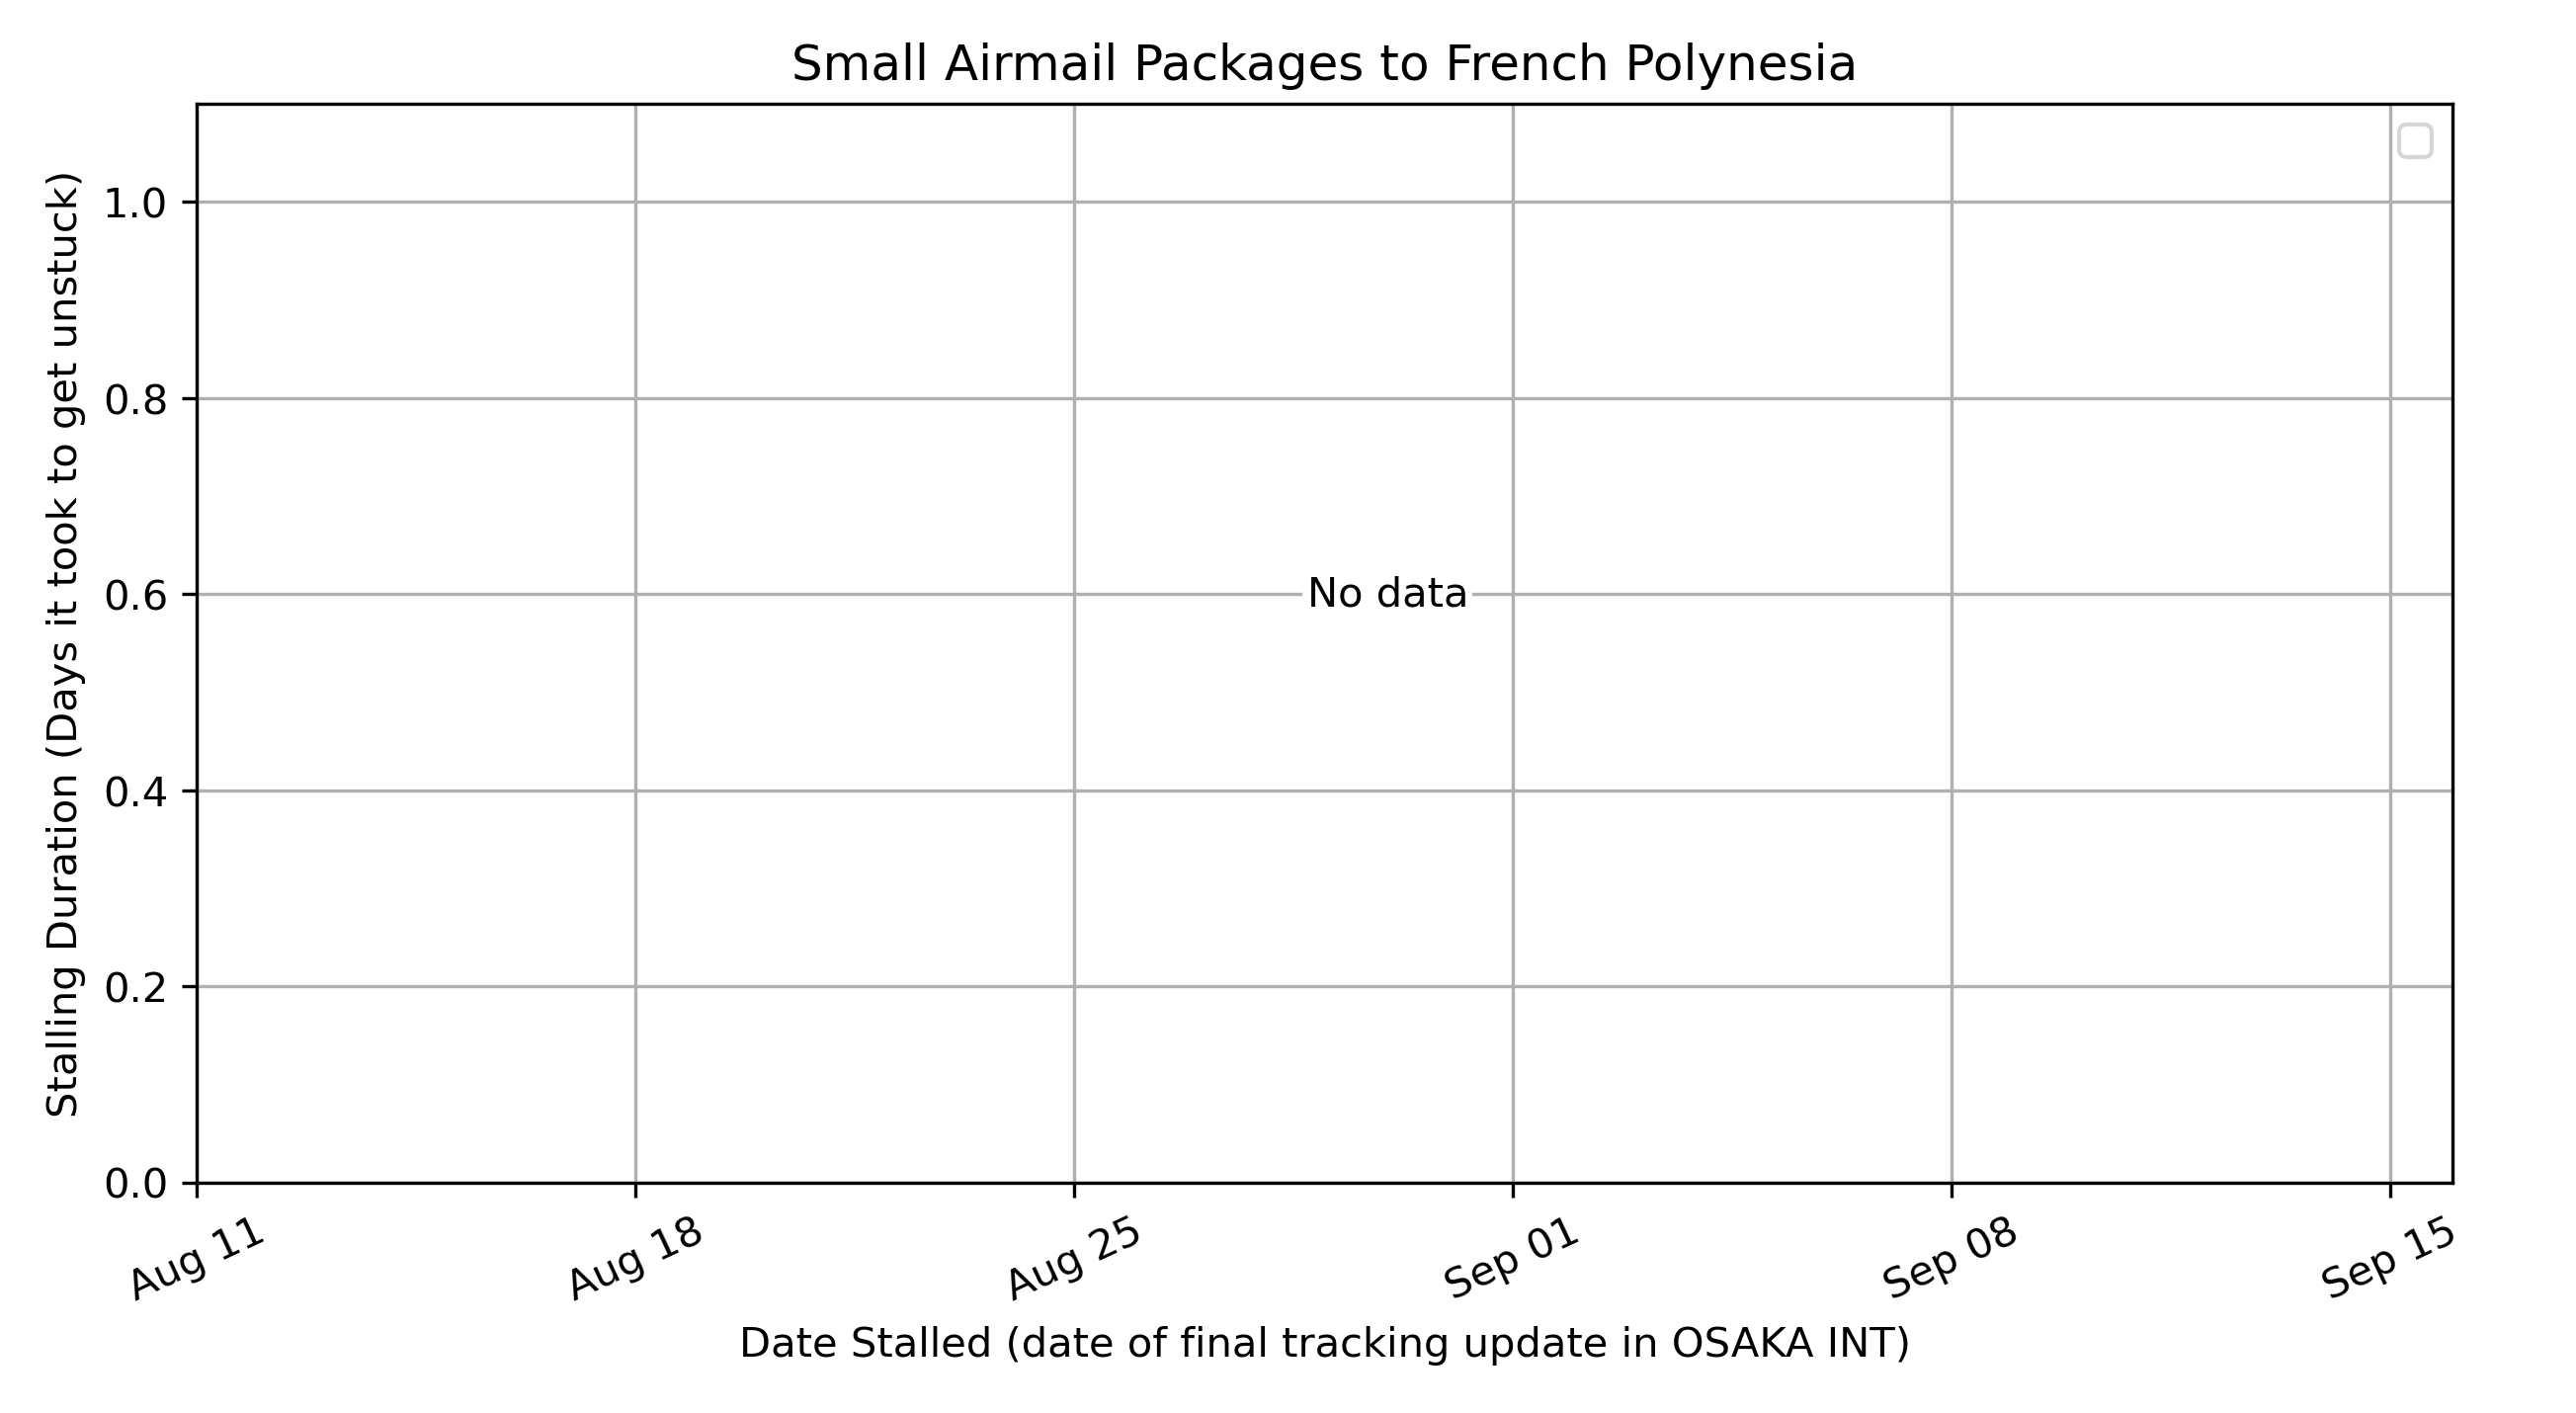 Small Airmail Packages to French Polynesia
Stalling Duration (Days it took to get unstuck)
1.0
0.8
0.6
0.4
0.2
0.0
No data
Aug 11
Aug 18
Aug 25
Sep 01
Sep 08
Sep 15
Date Stalled (date of final tracking update in OSAKA INT)